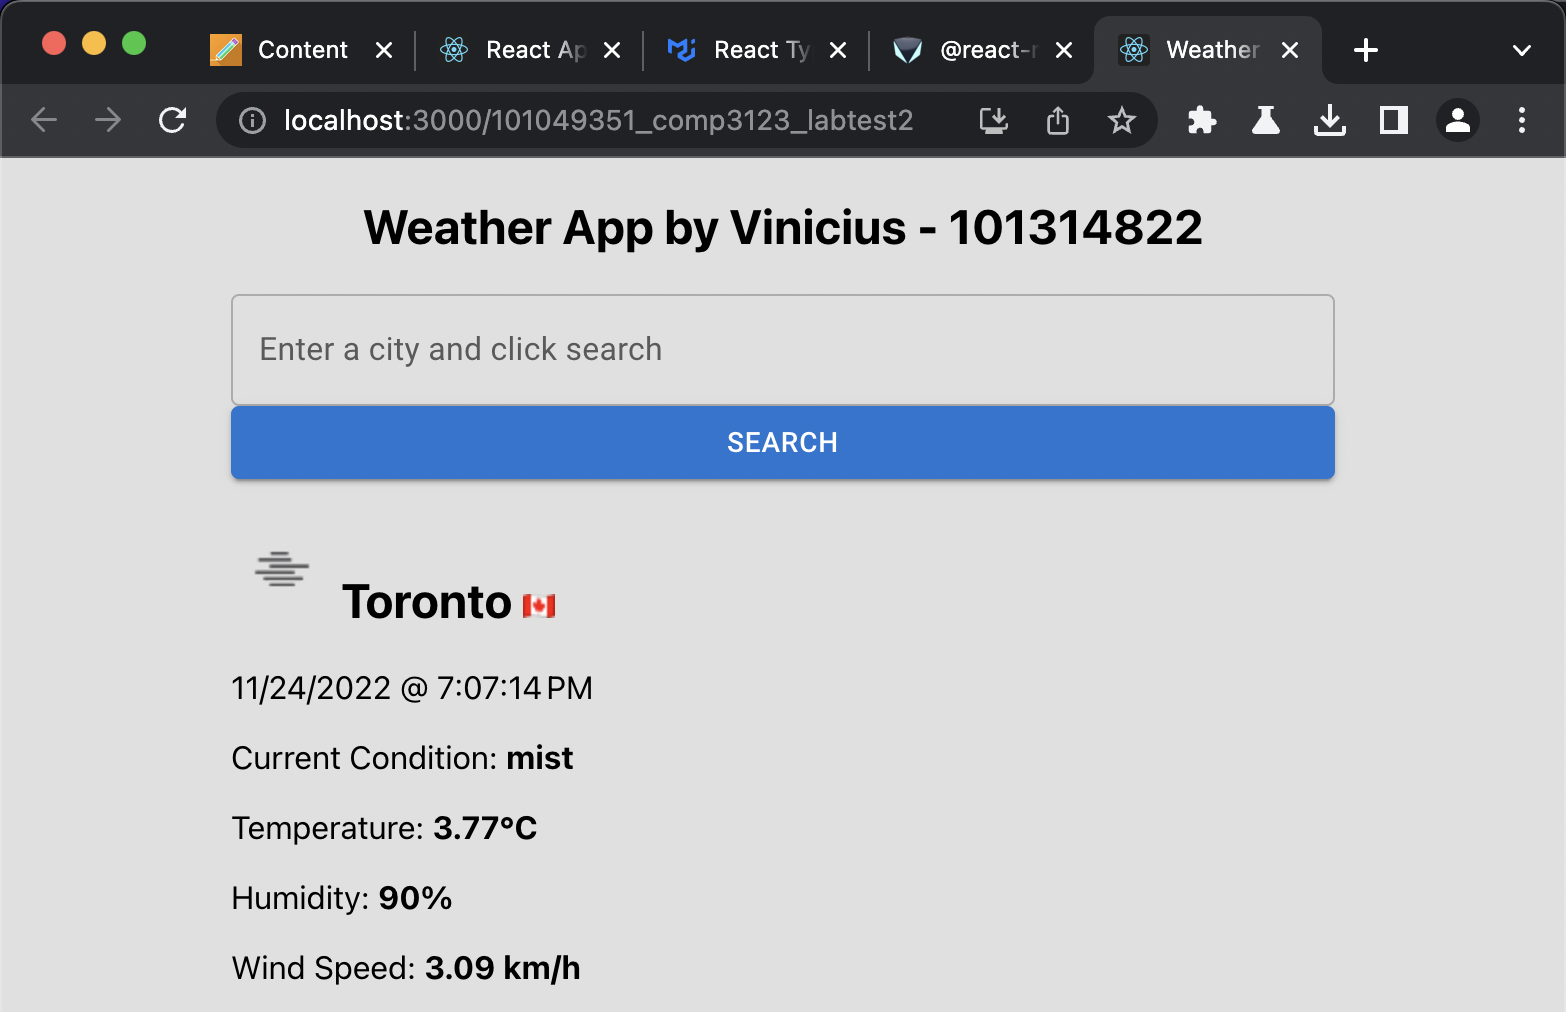 Content
React Ap
React Ty
@react-r
Weather
localhost:3000/101049351_comp3123_labtest2
Weather App by Vinicius - 101314822
Enter a city and click search
SEARCH
Toronto 🇨🇦
11/24/2022 @ 7:07:14 PM
Current Condition: mist
Temperature: 3.77°C
Humidity: 90%
Wind Speed: 3.09 km/h